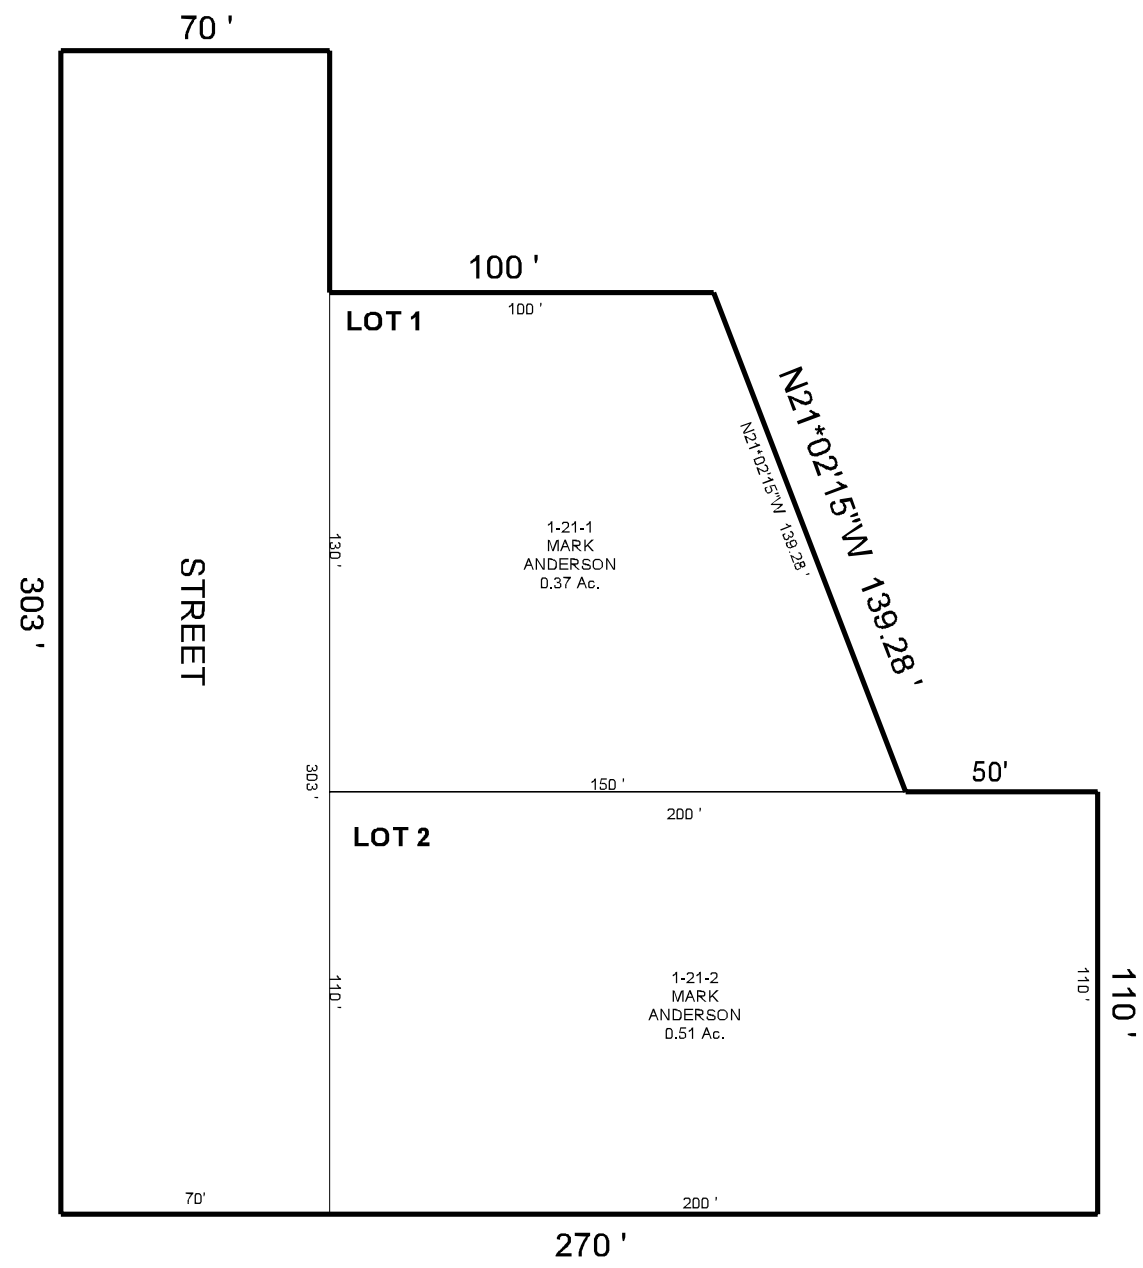 70 '
100 '
100 '
LOT 1
N21*02'15"W 139.28 '
N21*02'15"W 139.28 '
1-21-1
MARK
ANDERSON
0.37 Ac.
130 '
STREET
303 '
303 '
150 '
50'
200 '
LOT 2
1-21-2
MARK
ANDERSON
0.51 Ac.
110 '
110 '
110 '
70'
200 '
270 '